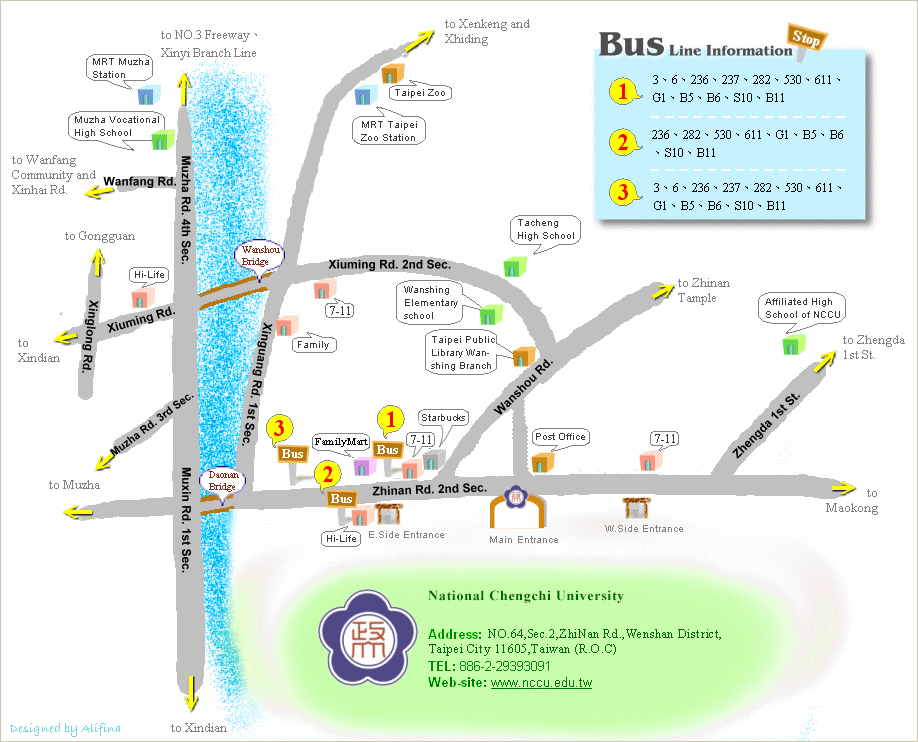 to NO.3 Freeway、
Xinyi Branch Line
to Xenkeng and
Xhiding
MRT Muzha
Station
Muzha Vocational
High School
Taipei Zoo
MRT Taipei
Zoo Station
Bus Line Information
Stop
1
3、6、236、237、282、530、611、
G1、B5、B6、S10、B11
2
236、282、530、611、G1、B5、B6
、S10、B11
3
3、6、236、237、282、530、611、
G1、B5、B6、S10、B11
to Wanfang
Community and
Xinhai Rd.
Wanfang Rd.
Muzha Rd. 4th Sec.
to Gongguan
Hi-Life
Xinglong Rd.
Xiuming Rd.
to
Xindian
Wanshou
Bridge
Xiuming Rd. 2nd Sec.
7-11
Family
Xinguang Rd. 1st Sec.
Tacheng
High School
Wanshing
Elementary
school
Taipei Public
Library Wan-
shing Branch
to Zhinan
Tample
Wanshou Rd.
Affiliated High
School of NCCU
to Zhengda
1st St.
Zhengda 1st St.
Muzha Rd. 3rd Sec.
to Muzha
Muxin Rd. 1st Sec.
Daonan
Bridge
3
Bus
2
Bus
1
Bus
FamilyMart
7-11
Starbucks
Post Office
7-11
Zhinan Rd. 2nd Sec.
to
Maokong
Hi-Life
E.Side Entrance
Main Entrance
W.Side Entrance
政
National Chengchi University
Address: NO.64,Sec.2,ZhiNan Rd.,Wenshan District,
Taipei City 11605,Taiwan (R.O.C)
TEL: 886-2-29393091
Web-site: www.nccu.edu.tw
to Xindian
Designed by Alifina